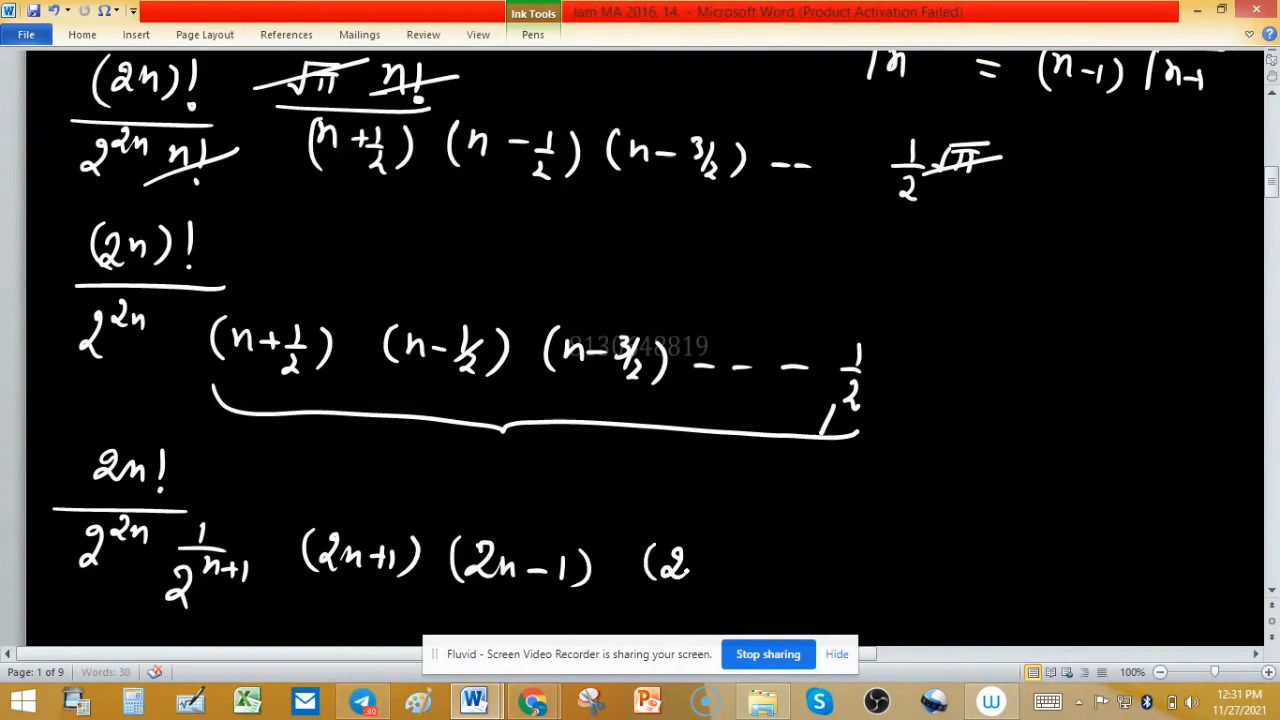 Ink Tools
Jam MA 2016, 14. - Microsoft Word (Product Activation Failed)
File Home Insert Page Layout References Mailings Review View Pens
(2n)! √π n! Γn = (n-1) Γn-1
2^2n n! (n + 1/2) (n - 1/2) (n - 3/2) -- 1/2 √π
(2n)!
2^2n (n + 1/2) (n - 1/2) (n - 3/2) - - - 1/2
9130648819
2n!
2^2n 1/2^n+1 (2n+1) (2n-1) (2
Fluvid - Screen Video Recorder is sharing your screen. Stop sharing Hide
Page: 1 of 9 Words: 30 100%
90
12:31 PM
11/27/2021